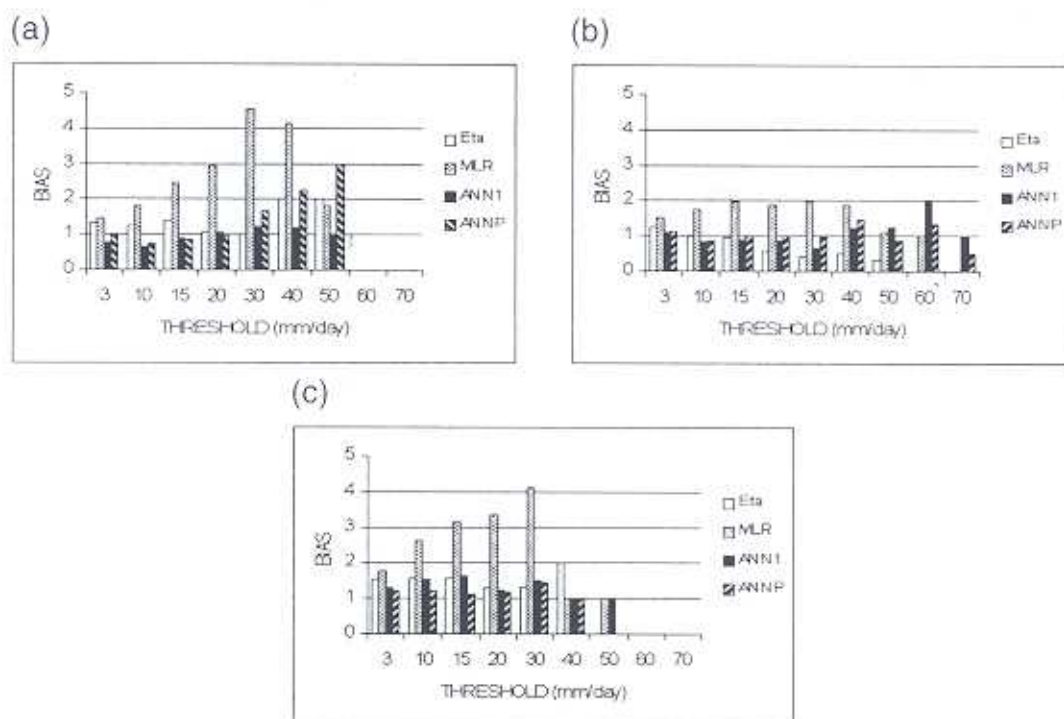 (a)
5
4
3
2
1
0
BIAS
3 10 15 20 30 40 50 60 70
THRESHOLD (mm/day)
Eta
MLR
ANN1
ANNP
(b)
5
4
3
2
1
0
BIAS
3 10 15 20 30 40 50 60 70
THRESHOLD (mm/day)
Eta
MLR
ANN1
ANNP
(c)
5
4
3
2
1
0
BIAS
3 10 15 20 30 40 50 60 70
THRESHOLD (mm/day)
Eta
MLR
ANN1
ANNP